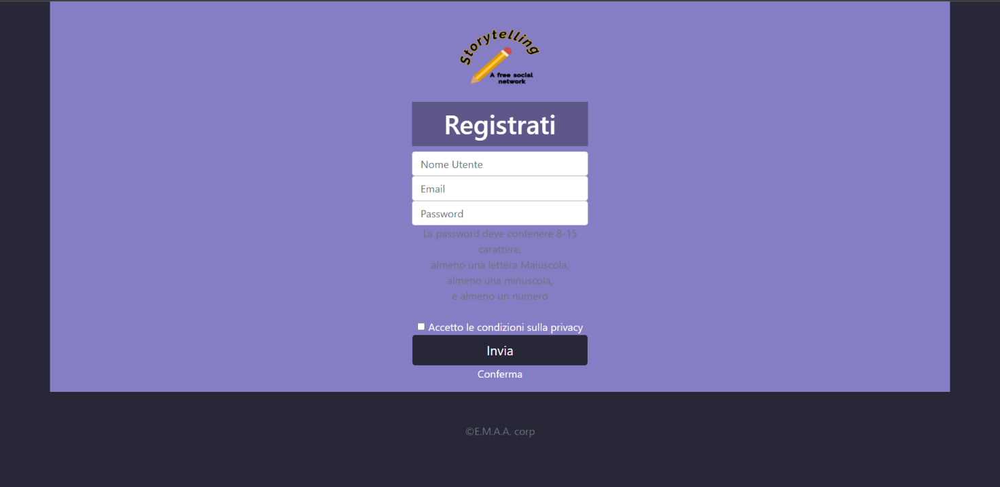 Storytelling
A free social
network
Registrati
Nome Utente
Email
Password
La password deve contenere 8-15
carattere,
almeno una lettera Maiuscola,
almeno una minuscola,
e almeno un numero
Accetto le condizioni sulla privacy
Invia
Conferma
©E.M.A.A. corp